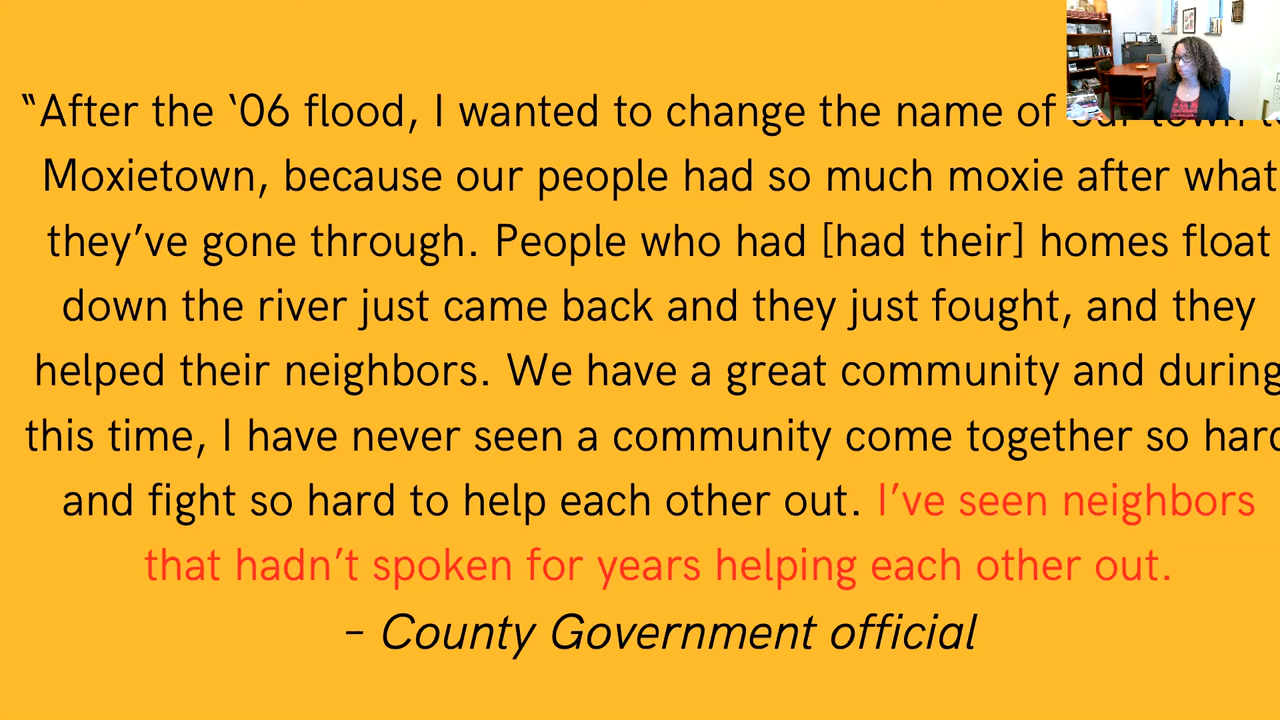 “After the ‘06 flood, I wanted to change the name of
Moxietown, because our people had so much moxie after what
they’ve gone through. People who had [had their] homes float
down the river just came back and they just fought, and they
helped their neighbors. We have a great community and during
this time, I have never seen a community come together so hard
and fight so hard to help each other out. I’ve seen neighbors
that hadn’t spoken for years helping each other out.
– County Government official